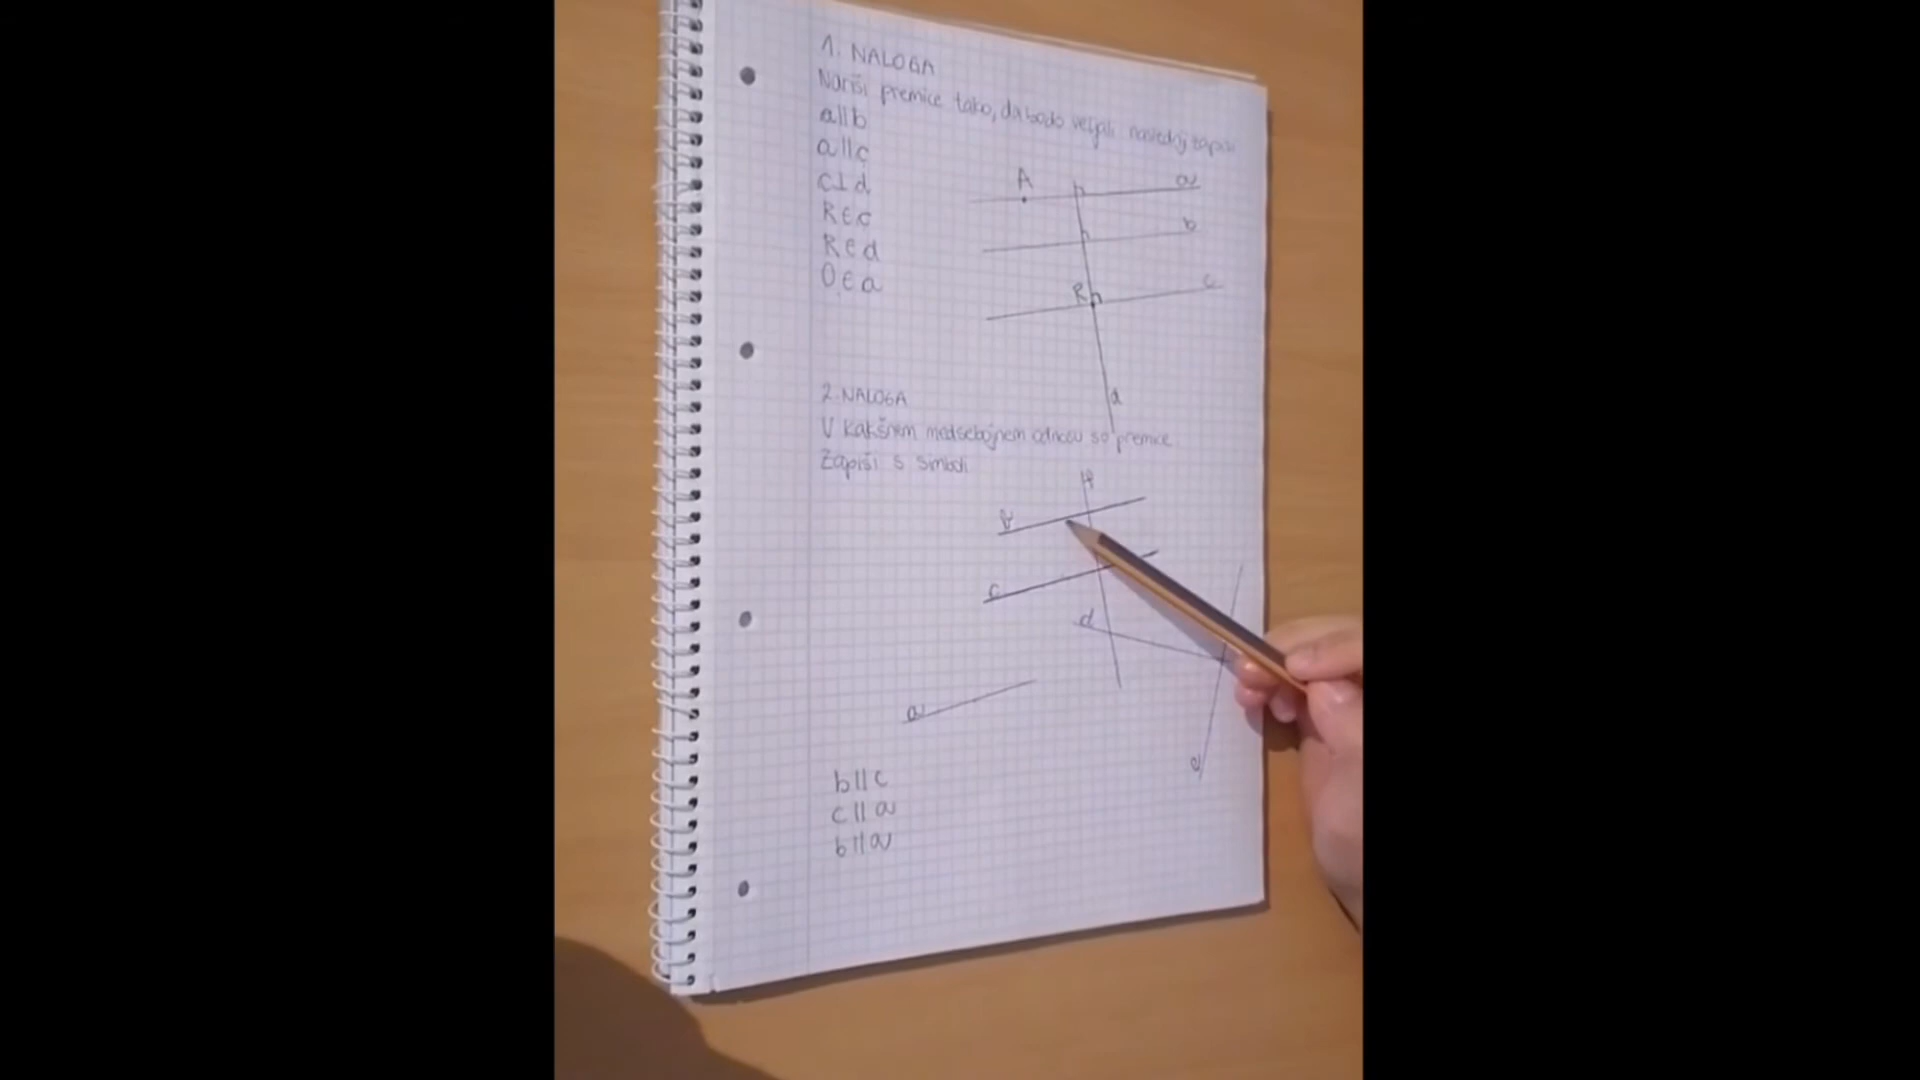 1. NALOGA
Nariši premice tako, da bodo veljali naslednji zapisi
a||b
a||c
c⊥d
R∈c
R∈d
O∈a
A
a
b
R
c
d
2. NALOGA
V kakšnem medsebojnem odnosu so premice
Zapiši s simboli
f
b
c
d
a
e
b||c
c||a
b||a